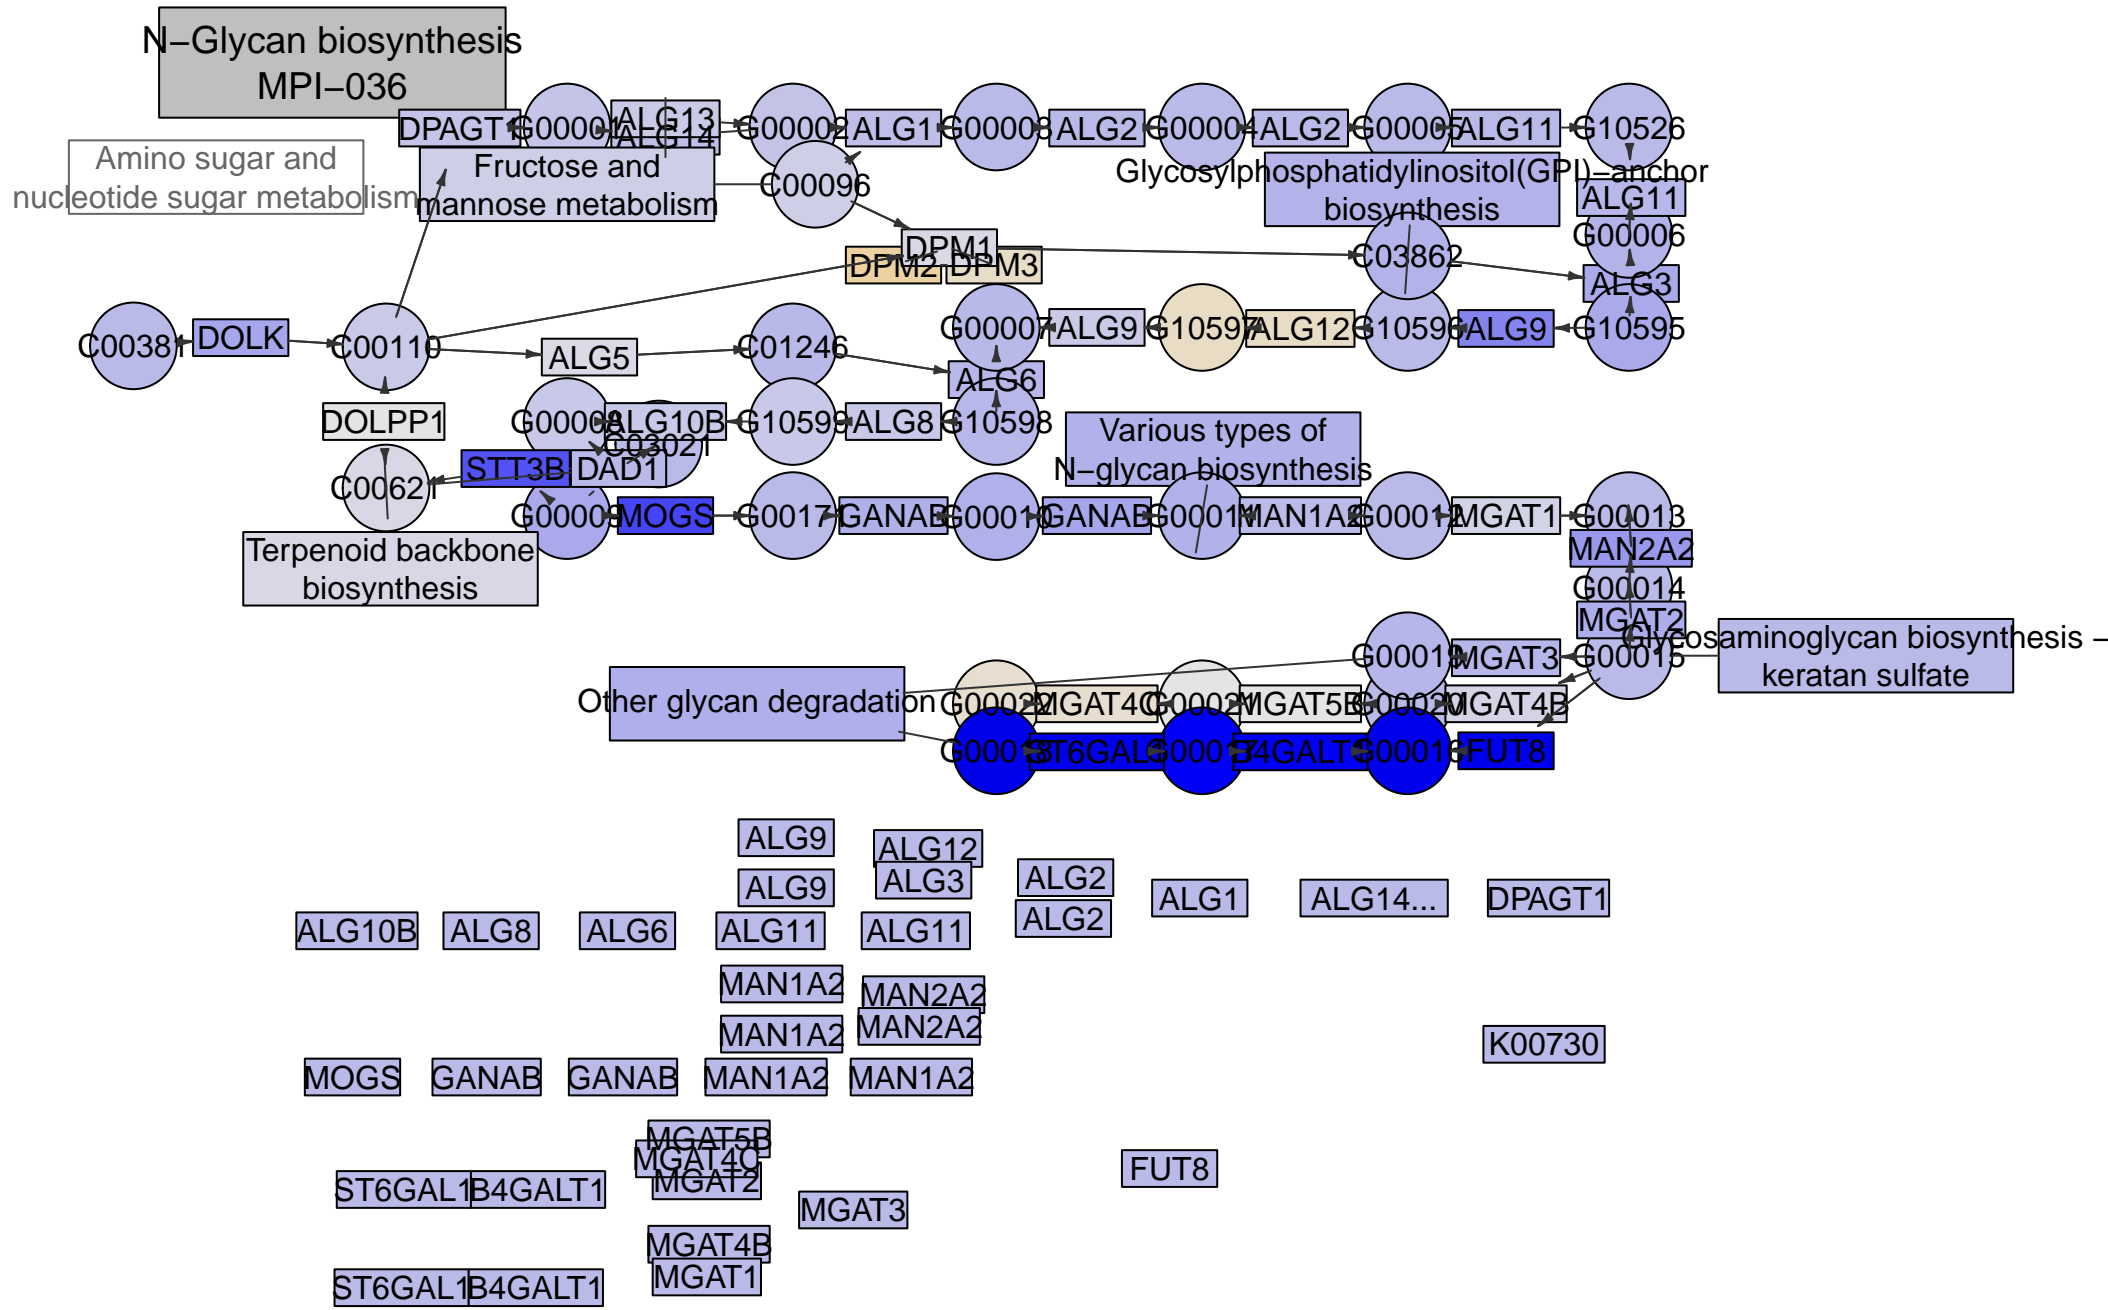 N−Glycan biosynthesis
MPI−036
Amino sugar and
nucleotide sugar metabolism
DPAGT1
G00001
ALG13
ALG14
G00002
ALG1
G00003
ALG2
G00004
ALG2
G00005
ALG11
G10526
Fructose and
mannose metabolism
C00096
Glycosylphosphatidylinositol(GPI)−anchor
biosynthesis
ALG11
G00006
DPM1
DPM2
DPM3
C03862
ALG3
C00381
DOLK
C00110
ALG5
C01246
G00007
ALG9
G10597
ALG12
G10596
ALG9
G10595
ALG6
DOLPP1
G00008
ALG10B
G10599
ALG8
G10598
C03021
Various types of
N−glycan biosynthesis
C00621
STT3B
DAD1
G00009
MOGS
G00171
GANAB
G00010
GANAB
G00011
MAN1A2
G00012
MGAT1
G00013
MAN2A2
G00014
MGAT2
G00015
Terpenoid backbone
biosynthesis
Glycosaminoglycan biosynthesis −
keratan sulfate
G00019
MGAT3
Other glycan degradation
G00022
MGAT4C
G00021
MGAT5B
G00020
MGAT4B
G00018
ST6GAL1
G00017
B4GALT1
G00016
FUT8
ALG9
ALG12
ALG9
ALG3
ALG2
ALG1
ALG14...
DPAGT1
ALG10B
ALG8
ALG6
ALG11
ALG11
ALG2
MAN1A2
MAN2A2
MAN1A2
MAN2A2
K00730
MOGS
GANAB
GANAB
MAN1A2
MAN1A2
MGAT5B
MGAT4C
MGAT2
FUT8
ST6GAL1
B4GALT1
MGAT3
MGAT4B
MGAT1
ST6GAL1
B4GALT1